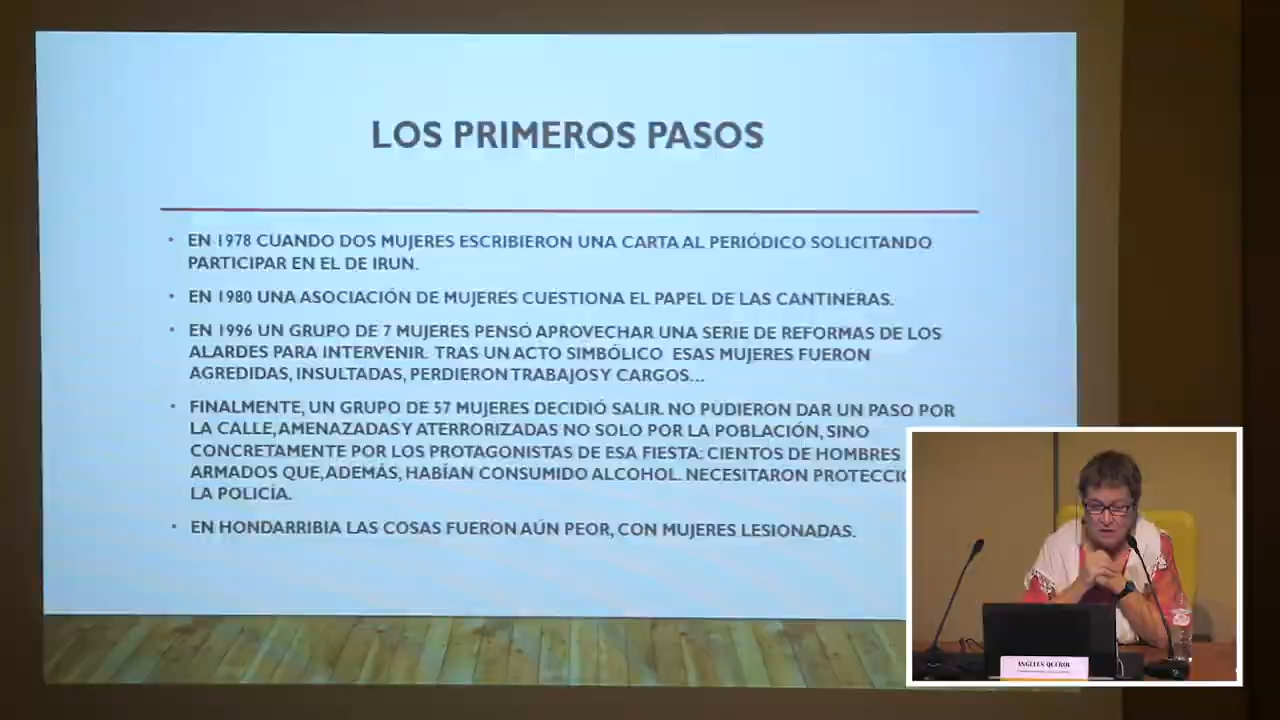 LOS PRIMEROS PASOS
• EN 1978 CUANDO DOS MUJERES ESCRIBIERON UNA CARTA AL PERIÓDICO SOLICITANDO
PARTICIPAR EN EL DE IRUN.
• EN 1980 UNA ASOCIACIÓN DE MUJERES CUESTIONA EL PAPEL DE LAS CANTINERAS.
• EN 1996 UN GRUPO DE 7 MUJERES PENSÓ APROVECHAR UNA SERIE DE REFORMAS DE LOS
ALARDES PARA INTERVENIR. TRAS UN ACTO SIMBÓLICO ESAS MUJERES FUERON
AGREDIDAS, INSULTADAS, PERDIERON TRABAJOS Y CARGOS...
• FINALMENTE, UN GRUPO DE 57 MUJERES DECIDIÓ SALIR. NO PUDIERON DAR UN PASO POR
LA CALLE, AMENAZADAS Y ATERRORIZADAS NO SOLO POR LA POBLACIÓN, SINO
CONCRETAMENTE POR LOS PROTAGONISTAS DE ESA FIESTA: CIENTOS DE HOMBRES
ARMADOS QUE, ADEMÁS, HABÍAN CONSUMIDO ALCOHOL. NECESITARON
LA POLICÍA.
• EN HONDARRIBIA LAS COSAS FUERON AÚN PEOR, CON MUJERES LESIONADAS.
ÁNGELES QUEROL